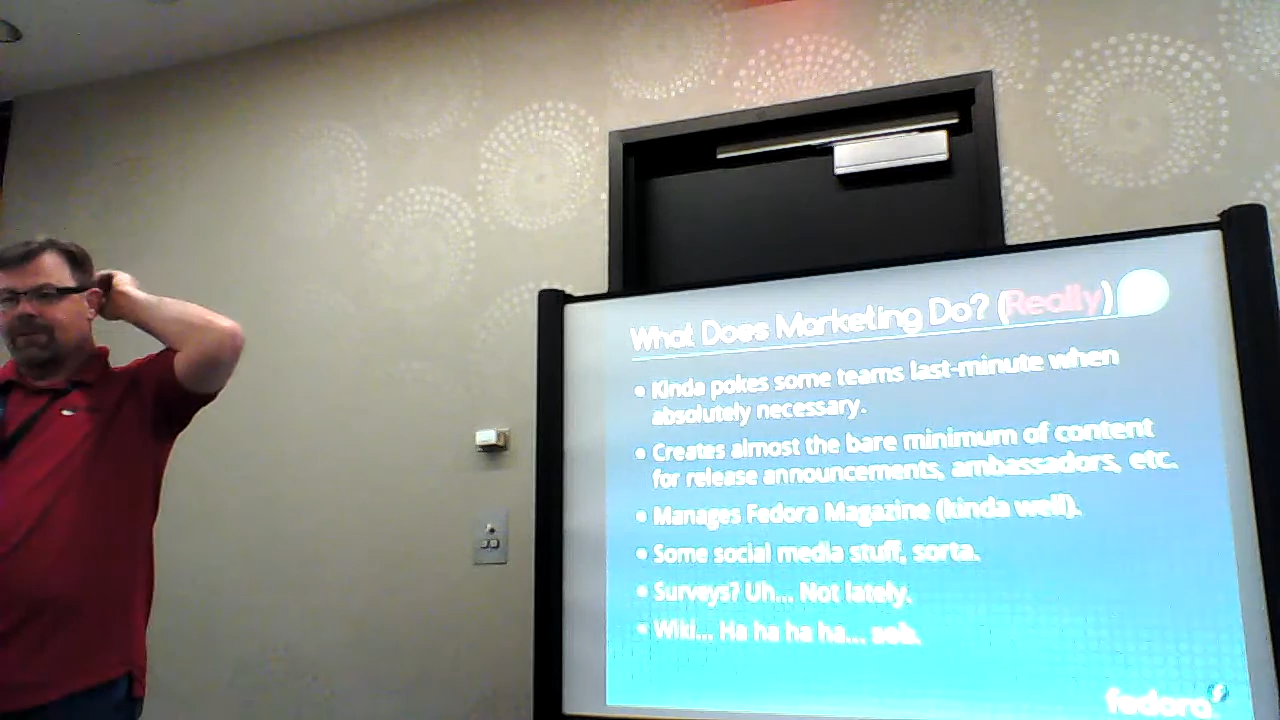 What Does Marketing Do? (Really)
• Kinda pokes some teams last-minute when
absolutely necessary.
• Creates almost the bare minimum of content
for release announcements, ambassadors, etc.
• Manages Fedora Magazine (kinda well).
• Some social media stuff, sorta.
• Surveys? Uh... Not lately.
• Wiki... Ha ha ha ha... sob.
fedora